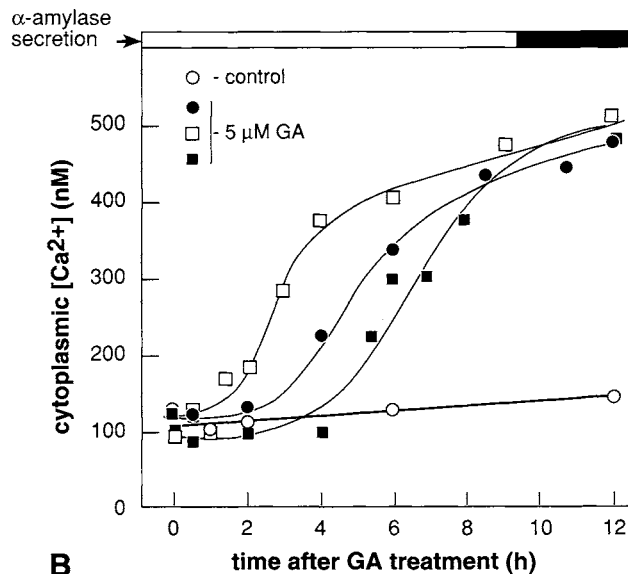 α-amylase
secretion
- control
- 5 µM GA
cytoplasmic [Ca2+] (nM)
500
400
300
200
100
0
0 2 4 6 8 10 12
B time after GA treatment (h)